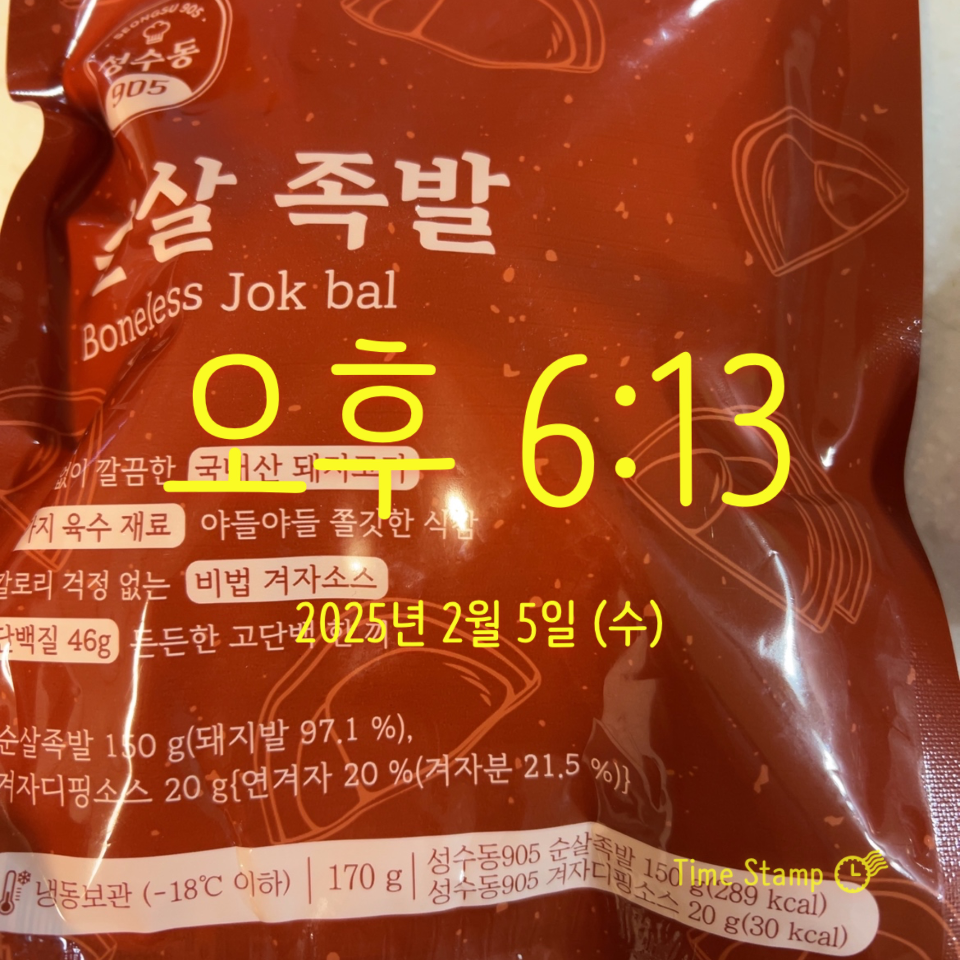 SEONGSU 905
성수동
905
순살 족발
Boneless Jok bal
오후 6:13
없이 깔끔한 국내산 돼지고기
가지 육수 재료 야들야들 쫄깃한 식감
칼로리 걱정 없는 비법 겨자소스
단백질 46g 든든한 고단백 한 끼
2025년 2월 5일 (수)
순살족발 150 g(돼지발 97.1 %),
겨자디핑소스 20 g{연겨자 20 %(겨자분 21.5 %)}
냉동보관 (-18℃ 이하) | 170 g | 성수동905 순살족발 150 g(289 kcal)
성수동905 겨자디핑소스 20 g(30 kcal)
Time Stamp